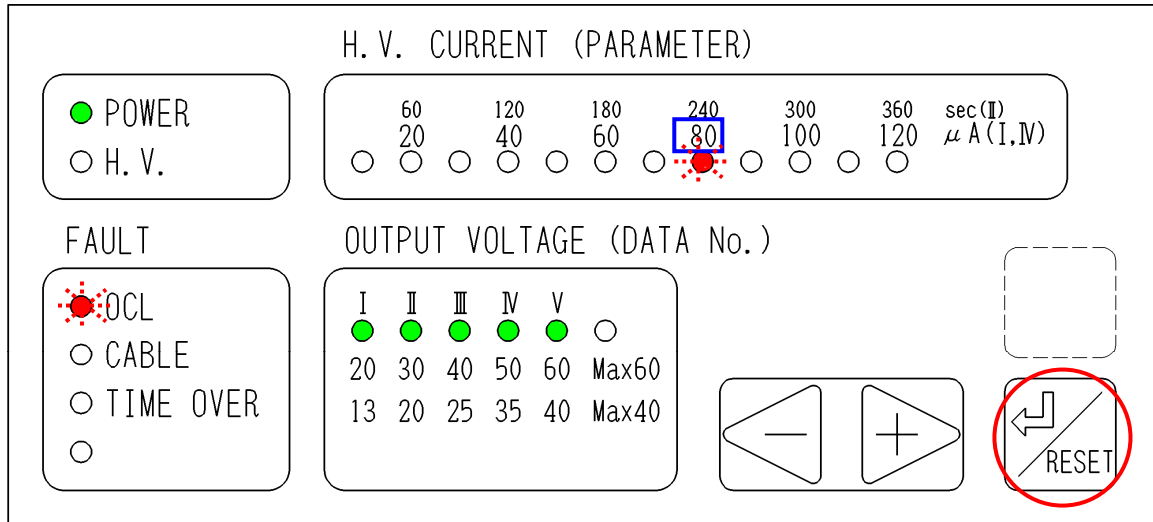 H.V. CURRENT (PARAMETER)
POWER
H.V.
60 120 180 240 300 360 sec(Ⅱ)
20 40 60 80 100 120 μA(Ⅰ,Ⅳ)
FAULT
OCL
CABLE
TIME OVER
OUTPUT VOLTAGE (DATA No.)
Ⅰ Ⅱ Ⅲ Ⅳ Ⅴ
20 30 40 50 60 Max60
13 20 25 35 40 Max40
− +
RESET